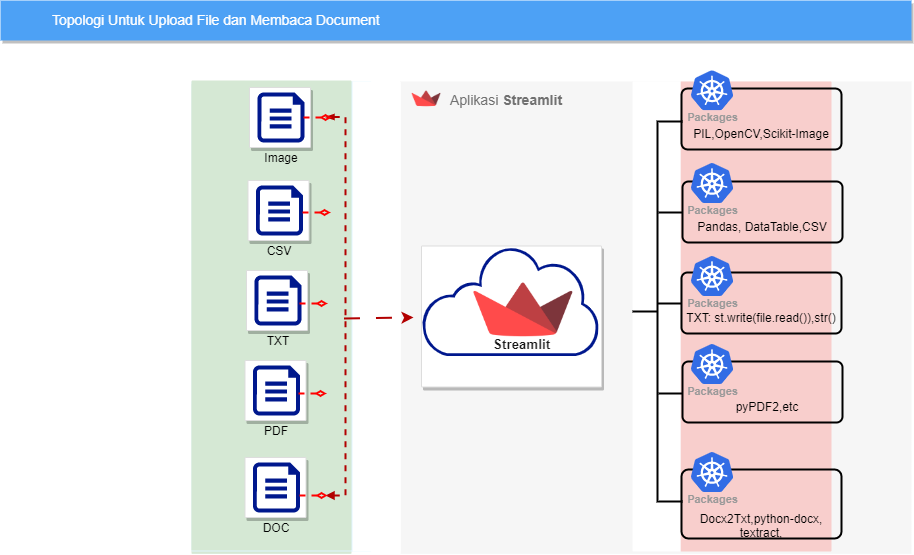 Topologi Untuk Upload File dan Membaca Document
Image
CSV
TXT
PDF
DOC
Aplikasi Streamlit
Streamlit
Packages
PIL,OpenCV,Scikit-Image
Packages
Pandas, DataTable,CSV
Packages
TXT: st.write(file.read()),str()
Packages
pyPDF2,etc
Packages
Docx2Txt,python-docx,
textract,